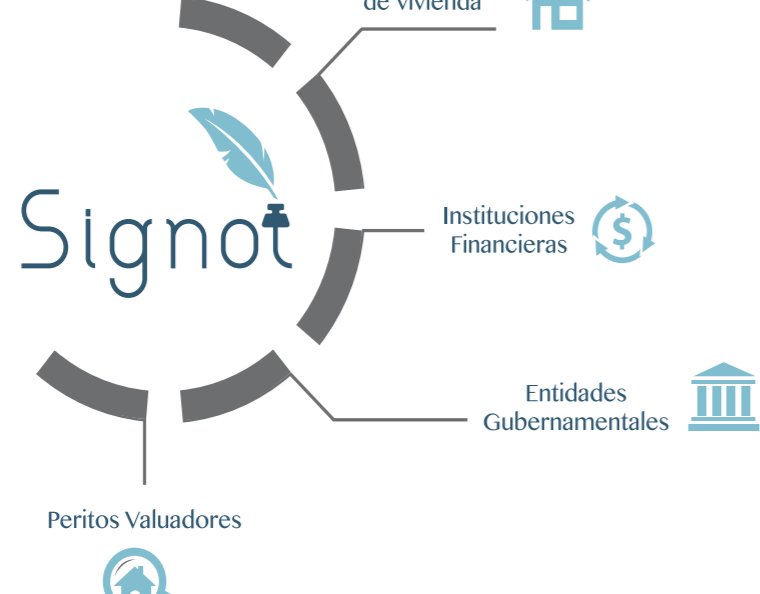 de vivienda
Signot
Instituciones
Financieras
$
Entidades
Gubernamentales
Peritos Valuadores